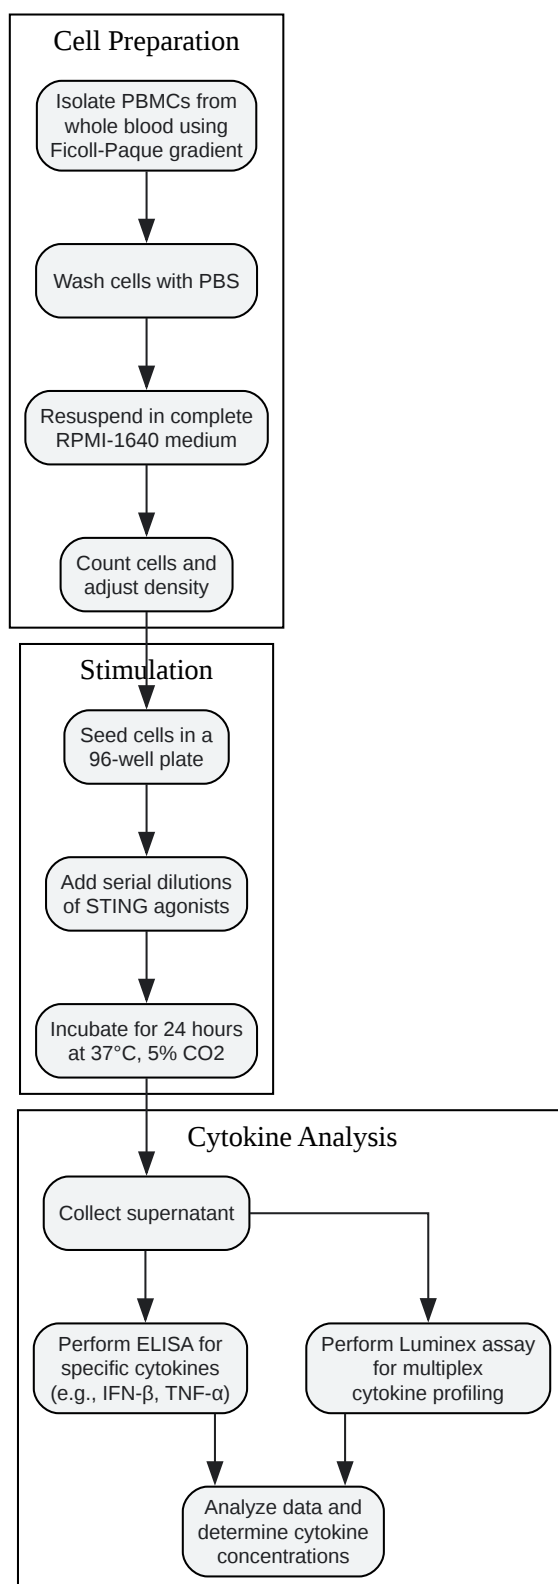 Cell Preparation
Isolate PBMCs from
whole blood using
Ficoll-Paque gradient
Wash cells with PBS
Resuspend in complete
RPMI-1640 medium
Count cells and
adjust density
Stimulation
Seed cells in a
96-well plate
Add serial dilutions
of STING agonists
Incubate for 24 hours
at 37°C, 5% CO2
Cytokine Analysis
Collect supernatant
Perform ELISA for
specific cytokines
(e.g., IFN-β, TNF-α)
Perform Luminex assay
for multiplex
cytokine profiling
Analyze data and
determine cytokine
concentrations